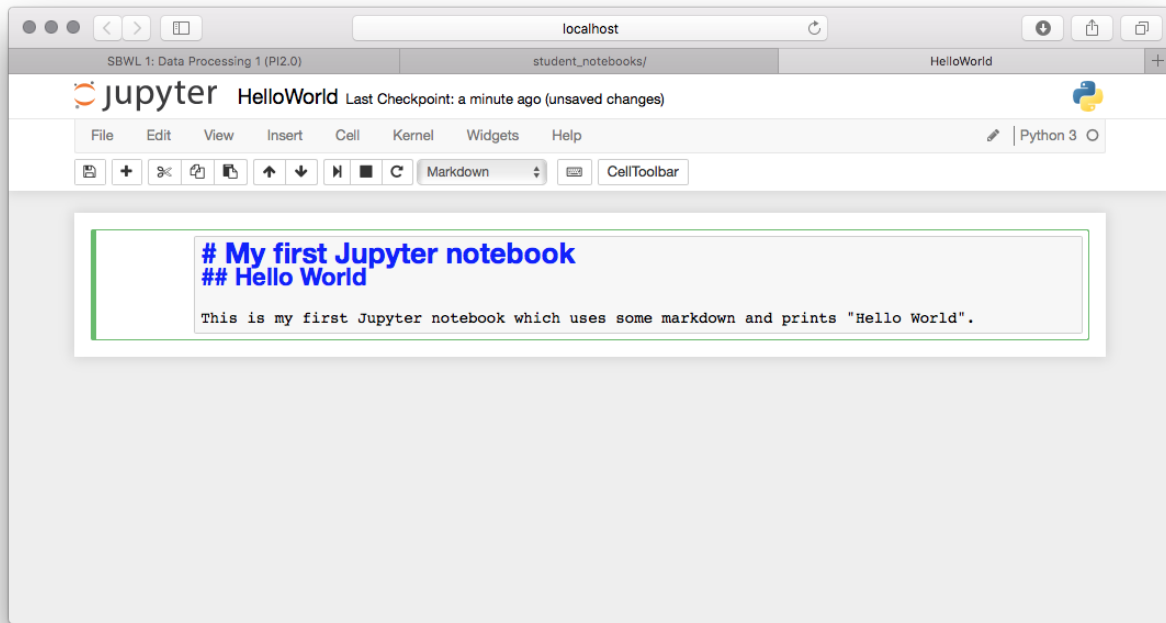 localhost
SBWL 1: Data Processing 1 (PI2.0) student_notebooks/ HelloWorld
jupyter HelloWorld Last Checkpoint: a minute ago (unsaved changes)
File Edit View Insert Cell Kernel Widgets Help Python 3
Markdown CellToolbar
# My first Jupyter notebook
## Hello World
This is my first Jupyter notebook which uses some markdown and prints "Hello World".